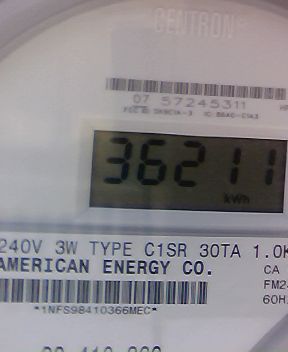 CENTRON®
07 57245311
36211
kWh
240V 3W TYPE C1SR 30TA 1.0K
AMERICAN ENERGY CO.
CA
FM2
60H
*1NFS98410366MEC*